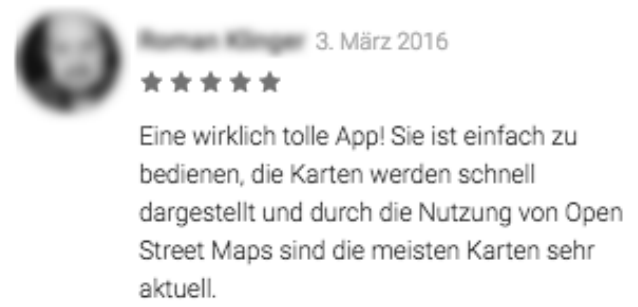 3. März 2016
Eine wirklich tolle App! Sie ist einfach zu
bedienen, die Karten werden schnell
dargestellt und durch die Nutzung von Open
Street Maps sind die meisten Karten sehr
aktuell.